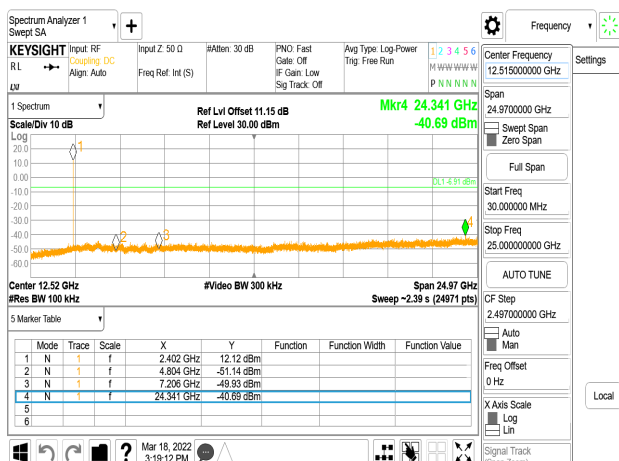 Spectrum Analyzer 1
Swept SA
Frequency
KEYSIGHT
R L
LXI
Input: RF
Coupling: DC
Align: Auto
Input Z: 50 Ω
Freq Ref: Int (S)
#Atten: 30 dB
PNO: Fast
Gate: Off
IF Gain: Low
Sig Track: Off
Avg Type: Log-Power
Trig: Free Run
1 2 3 4 5 6
M W W W W W
P N N N N N
1 Spectrum
Scale/Div 10 dB
Ref Lvl Offset 11.15 dB
Ref Level 30.00 dBm
Mkr4 24.341 GHz
-40.69 dBm
Log
20.0
10.00
0.00
-10.0
-20.0
-30.0
-40.0
-50.0
-60.0
1
2
3
4
DL1 -6.91 dBm
Center 12.52 GHz
#Res BW 100 kHz
#Video BW 300 kHz
Span 24.97 GHz
Sweep ~2.39 s (24971 pts)
5 Marker Table
Mode Trace Scale X Y Function Function Width Function Value
1 N 1 f 2.402 GHz 12.12 dBm
2 N 1 f 4.804 GHz -51.14 dBm
3 N 1 f 7.206 GHz -49.93 dBm
4 N 1 f 24.341 GHz -40.69 dBm
5
6
?
Mar 18, 2022
3:19:12 PM
Center Frequency
12.515000000 GHz
Settings
Span
24.9700000 GHz
Swept Span
Zero Span
Full Span
Start Freq
30.000000 MHz
Stop Freq
25.000000000 GHz
AUTO TUNE
CF Step
2.497000000 GHz
Auto
Man
Freq Offset
0 Hz
X Axis Scale
Log
Lin
Local
Signal Track
(Span Zoom)